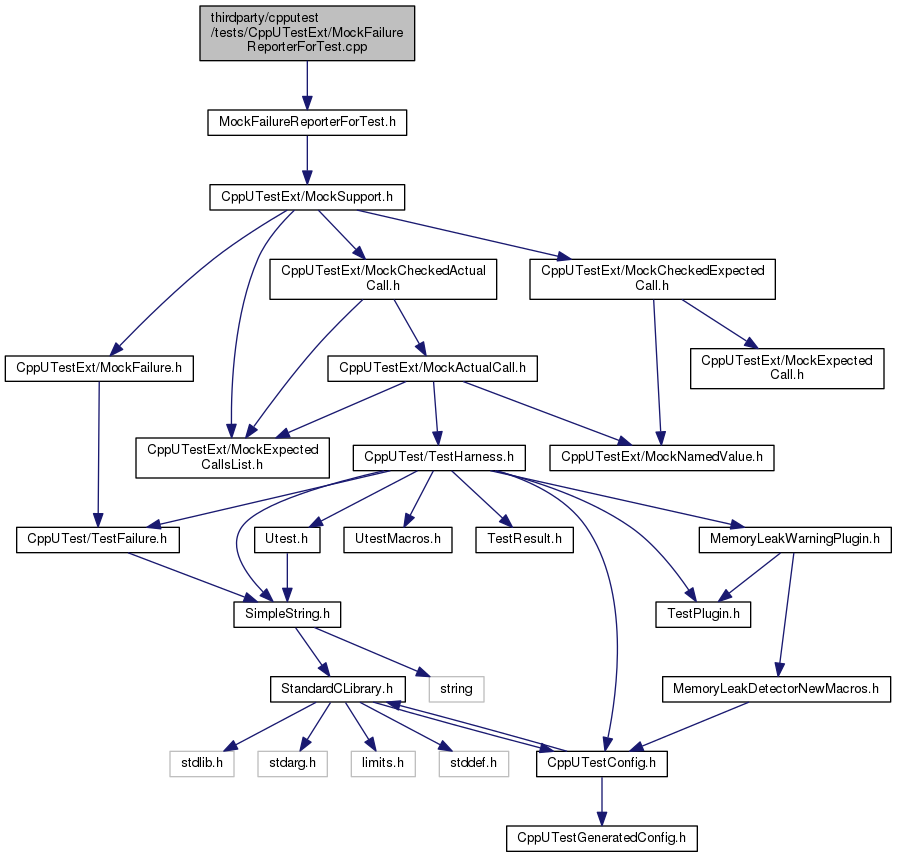 thirdparty/cpputest
/tests/CppUTestExt/MockFailure
ReporterForTest.cpp
MockFailureReporterForTest.h
CppUTestExt/MockSupport.h
CppUTestExt/MockCheckedActual
Call.h
CppUTestExt/MockCheckedExpected
Call.h
CppUTestExt/MockFailure.h
CppUTestExt/MockActualCall.h
CppUTestExt/MockExpected
Call.h
CppUTestExt/MockExpected
CallsList.h
CppUTest/TestHarness.h
CppUTestExt/MockNamedValue.h
CppUTest/TestFailure.h
Utest.h
UtestMacros.h
TestResult.h
MemoryLeakWarningPlugin.h
SimpleString.h
TestPlugin.h
StandardCLibrary.h
string
MemoryLeakDetectorNewMacros.h
stdlib.h
stdarg.h
limits.h
stddef.h
CppUTestConfig.h
CppUTestGeneratedConfig.h